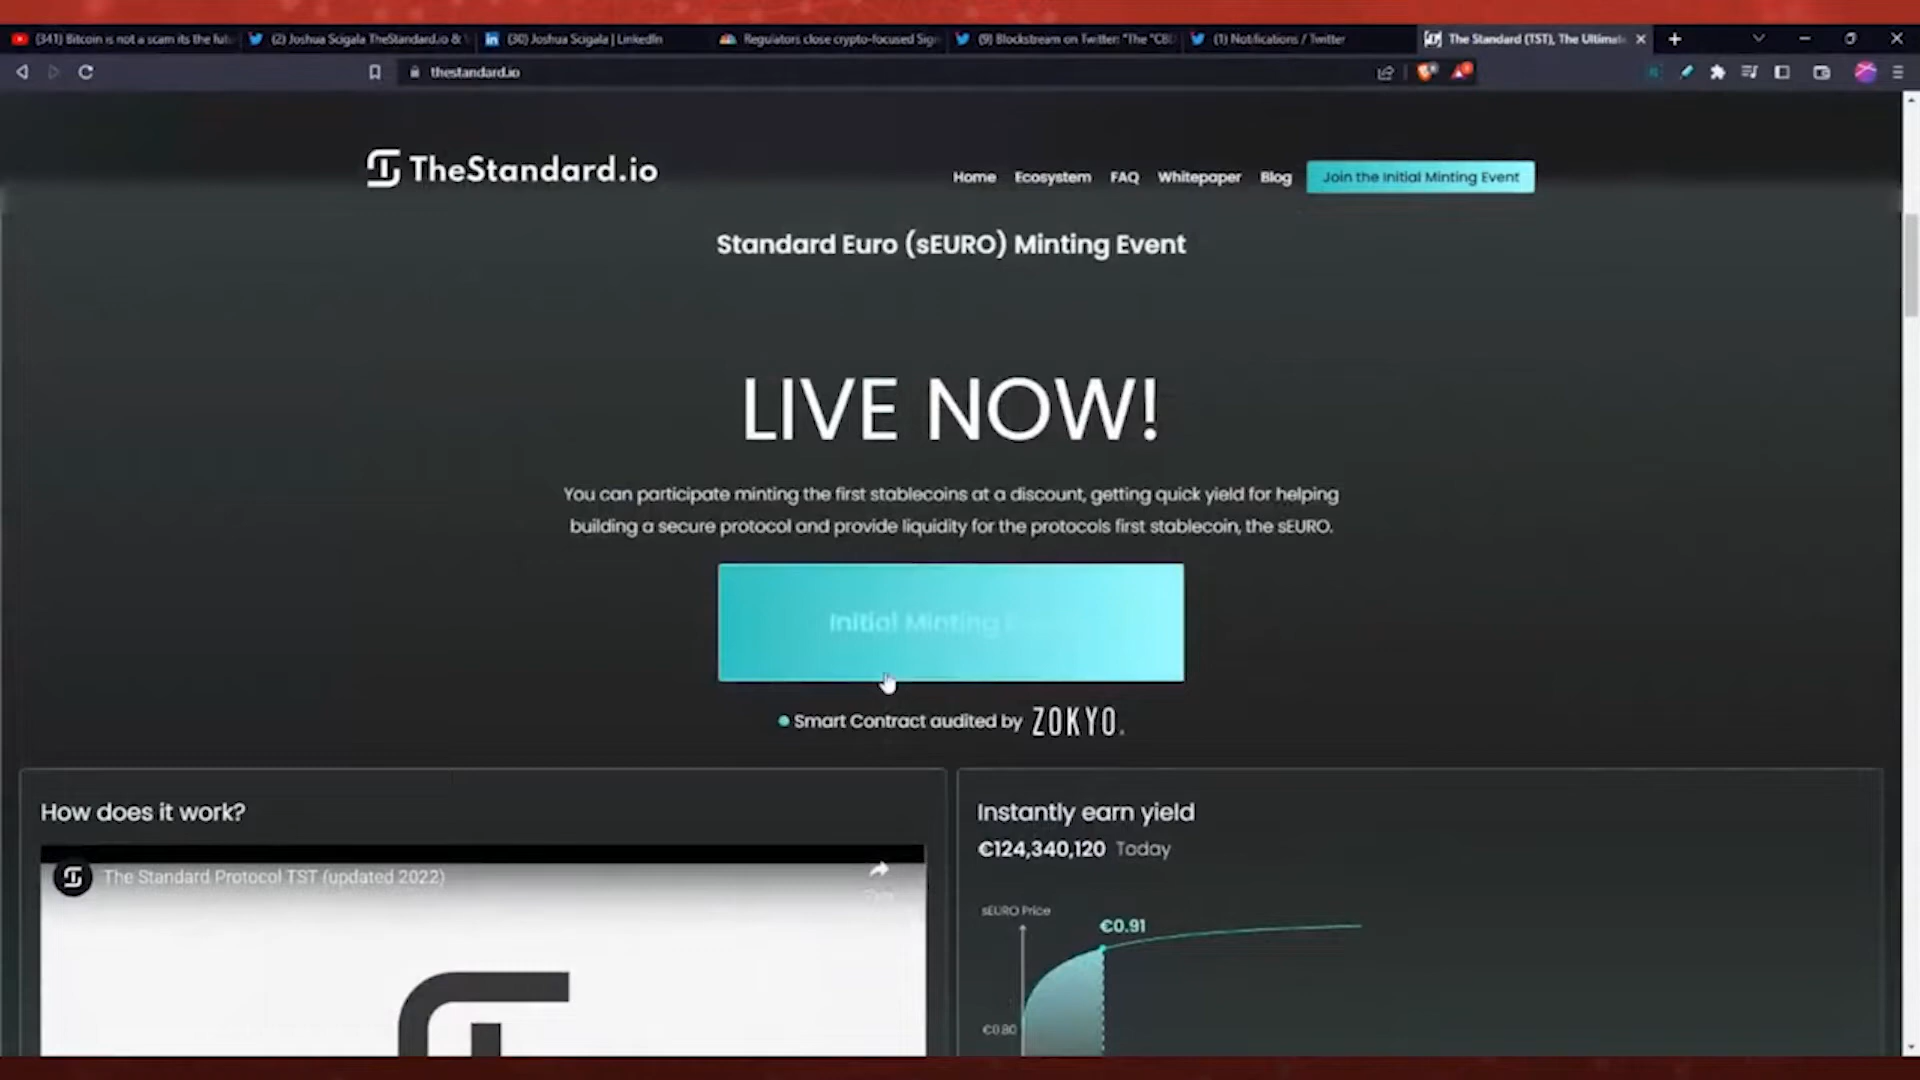 (341) Bitcoin is not a scam its the futu
(2) Joshua Scigala TheStandard.io &
(30) Joshua Scigala | LinkedIn
Regulators close crypto-focused Sig
(9) Blockstream on Twitter: "The "CBD
(1) Notifications / Twitter
The Standard (TST), The Ultimat
thestandard.io
TheStandard.io
Home Ecosystem FAQ Whitepaper Blog Join the Initial Minting Event
Standard Euro (sEURO) Minting Event
LIVE NOW!
You can participate minting the first stablecoins at a discount, getting quick yield for helping
building a secure protocol and provide liquidity for the protocols first stablecoin, the sEURO.
Initial Minting
Smart Contract audited by ZOKYO.
How does it work?
The Standard Protocol TST (updated 2022)
Instantly earn yield
€124,340,120 Today
sEURO Price
€0.91
€0.80